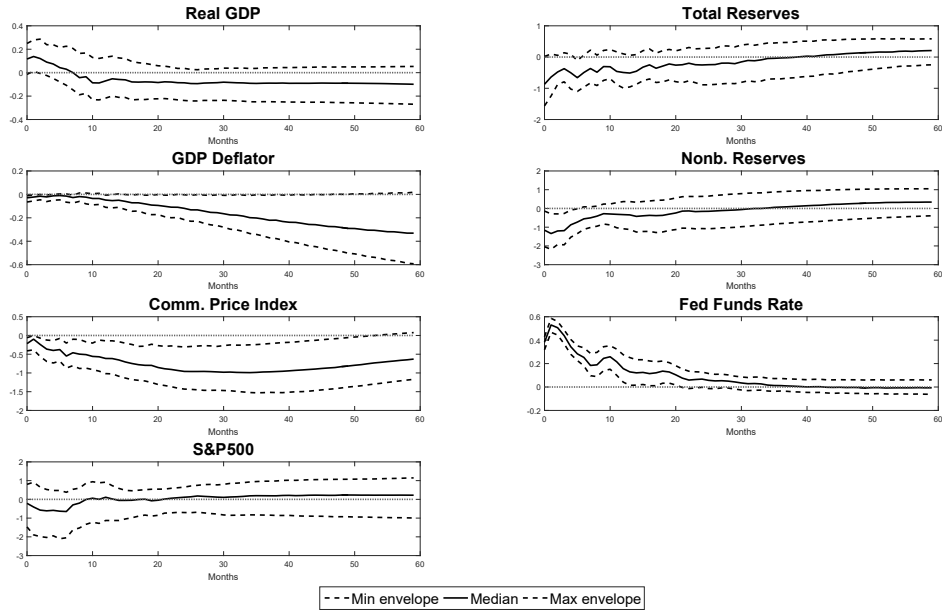 Real GDP
0.4
0.2
0
-0.2
-0.4
0 10 20 30 40 50 60
Months
Total Reserves
1
0
-1
-2
0 10 20 30 40 50 60
Months
GDP Deflator
0.2
0
-0.2
-0.4
-0.6
0 10 20 30 40 50 60
Months
Nonb. Reserves
2
1
0
-1
-2
-3
0 10 20 30 40 50 60
Months
Comm. Price Index
0.5
0
-0.5
-1
-1.5
-2
0 10 20 30 40 50 60
Months
Fed Funds Rate
0.6
0.4
0.2
0
-0.2
0 10 20 30 40 50 60
Months
S&P500
2
1
0
-1
-2
-3
0 10 20 30 40 50 60
Months
Min envelope Median Max envelope